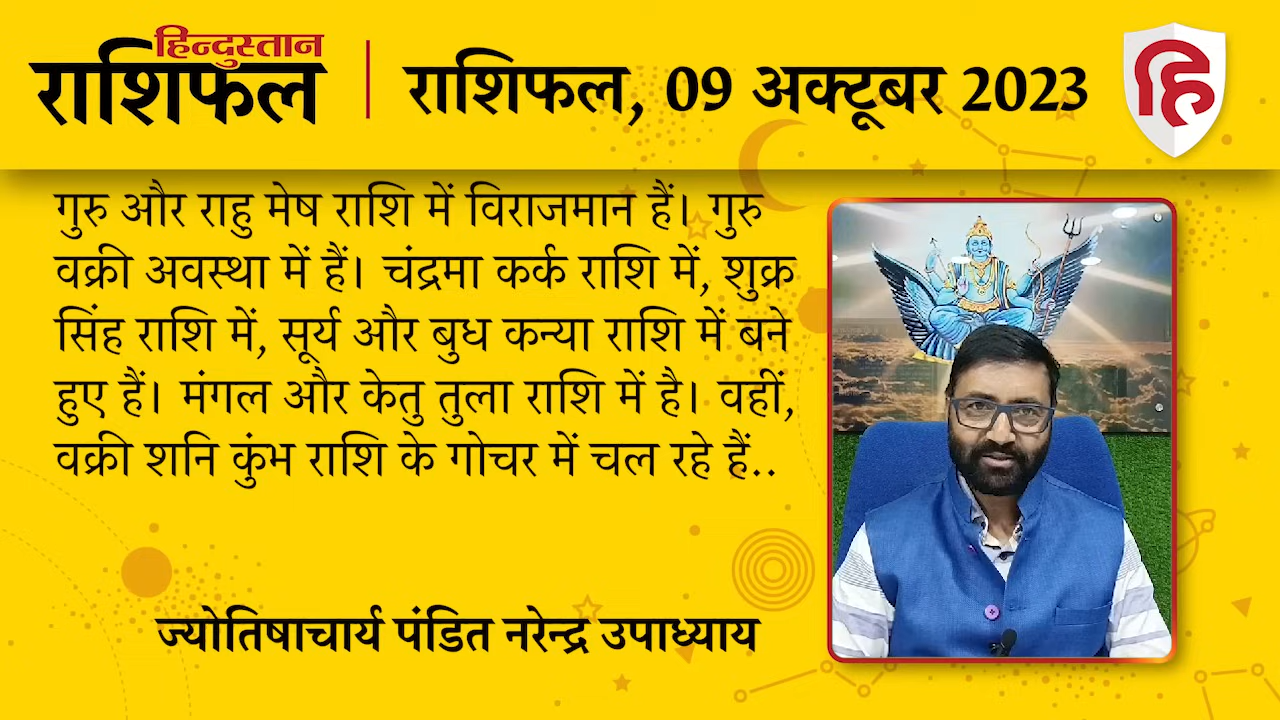 हिन्दुस्तान
राशिफल
राशिफल, 09 अक्टूबर 2023
हि
गुरु और राहु मेष राशि में विराजमान हैं। गुरु
वक्री अवस्था में हैं। चंद्रमा कर्क राशि में, शुक्र
सिंह राशि में, सूर्य और बुध कन्या राशि में बने
हुए हैं। मंगल और केतु तुला राशि में है। वहीं,
वक्री शनि कुंभ राशि के गोचर में चल रहे हैं..
ज्योतिषाचार्य पंडित नरेन्द्र उपाध्याय